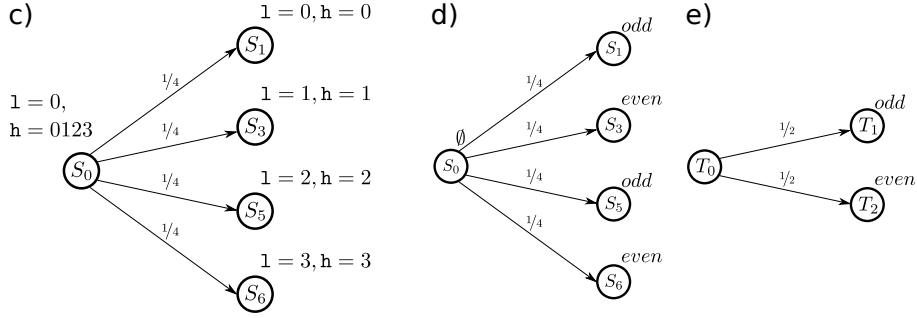 c)
l = 0, h = 0
S1
1/4
l = 0,
h = 0123
l = 1, h = 1
1/4
S3
S0
l = 2, h = 2
1/4
S5
1/4
l = 3, h = 3
S6
d)
odd
S1
1/4
even
1/4
S3
∅
S0
odd
1/4
S5
1/4
even
S6
e)
odd
1/2
T1
T0
even
1/2
T2